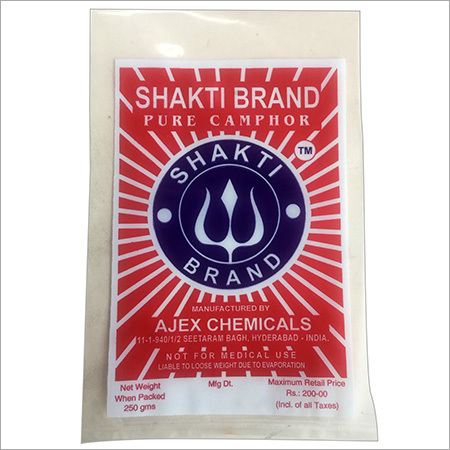 SHAKTI BRAND
PURE CAMPHOR
TM
SHAKTI
BRAND
MANUFACTURED BY
AJEX CHEMICALS
11-1-940/1/2 SEETARAM BAGH, HYDERABAD - INDIA.
NOT FOR MEDICAL USE
LIABLE TO LOOSE WEIGHT DUE TO EVAPORATION
Net Weight
When Packed
250 gms
Mfg Dt.
Maximum Retail Price
Rs.: 200-00
(Incl. of all Taxes)